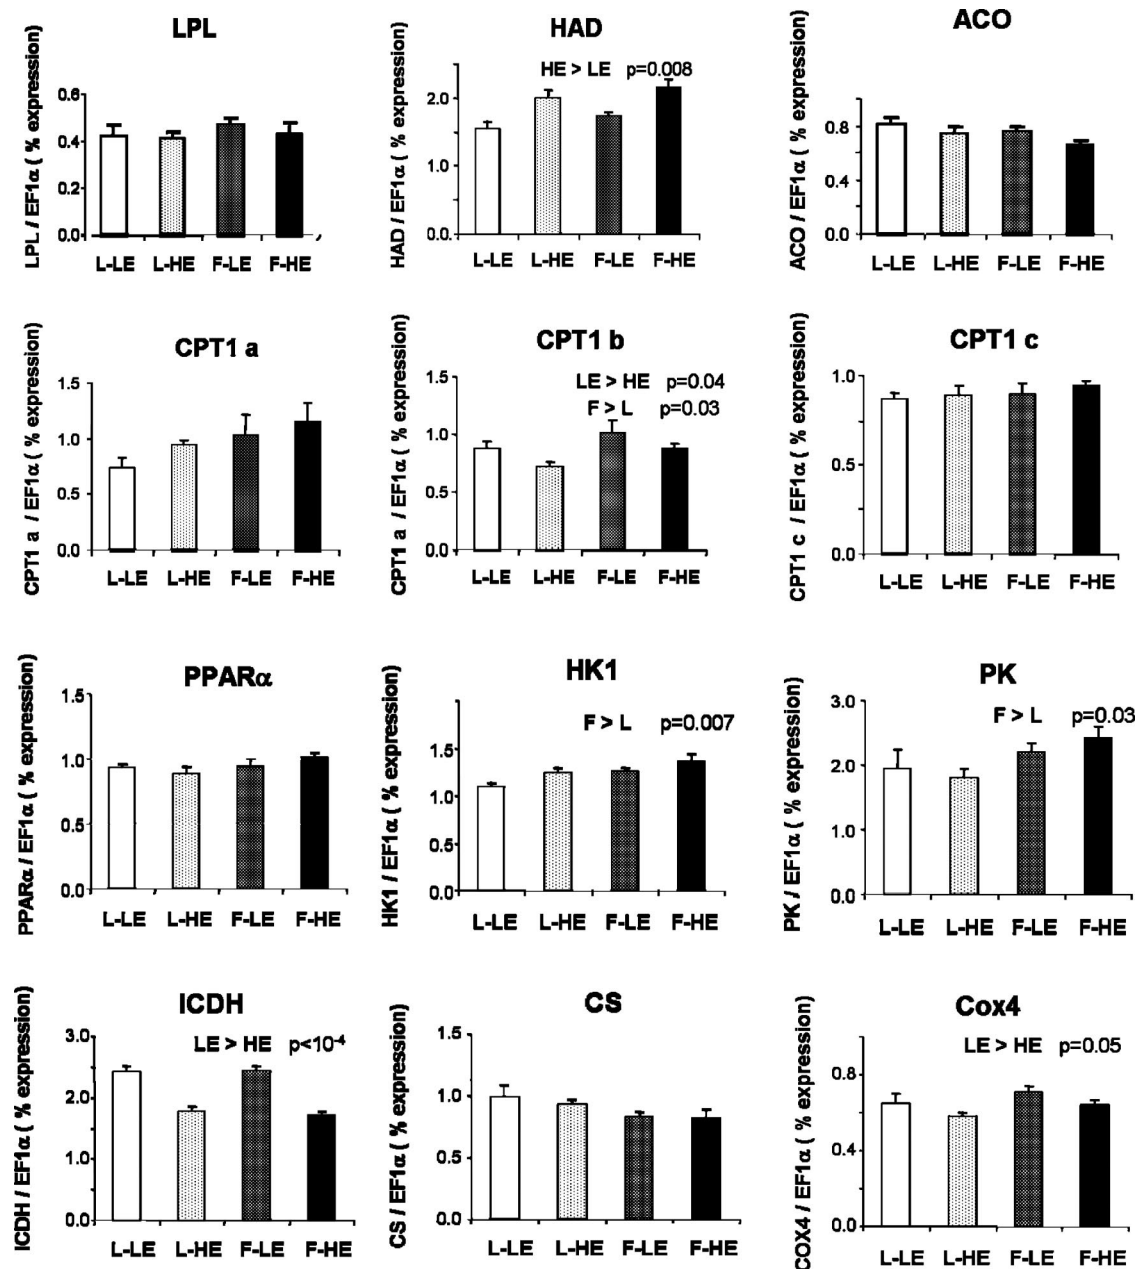 LPL
LPL / EF1α ( % expression)
0.6
0.4
0.2
0.0
L-LE L-HE F-LE F-HE
HAD
HE > LE p=0.008
HAD / EF1α ( % expression)
2.0
1.0
0.0
L-LE L-HE F-LE F-HE
ACO
ACO / EF1α ( % expression)
0.8
0.4
0.0
L-LE L-HE F-LE F-HE
CPT1 a
CPT1 a / EF1α ( % expression)
1.5
1.0
0.5
0.0
L-LE L-HE F-LE F-HE
CPT1 b
LE > HE p=0.04
F > L p=0.03
CPT1 a / EF1α ( % expression)
1.5
1.0
0.5
0.0
L-LE L-HE F-LE F-HE
CPT1 c
CPT1 c / EF1α ( % expression)
1.0
0.5
0.0
L-LE L-HE F-LE F-HE
PPARα
PPARα / EF1α ( % expression)
1.5
1.0
0.5
0.0
L-LE L-HE F-LE F-HE
HK1
F > L p=0.007
HK1 / EF1α ( % expression)
1.5
1.0
0.5
0.0
L-LE L-HE F-LE F-HE
PK
F > L p=0.03
PK / EF1α ( % expression)
3.0
2.0
1.0
0.0
L-LE L-HE F-LE F-HE
ICDH
LE > HE p<10⁻⁴
ICDH / EF1α ( % expression)
3.0
2.0
1.0
0.0
L-LE L-HE F-LE F-HE
CS
CS / EF1α ( % expression)
1.5
1.0
0.5
0.0
L-LE L-HE F-LE F-HE
Cox4
LE > HE p=0.05
COX4 / EF1α ( % expression)
0.8
0.4
0.0
L-LE L-HE F-LE F-HE